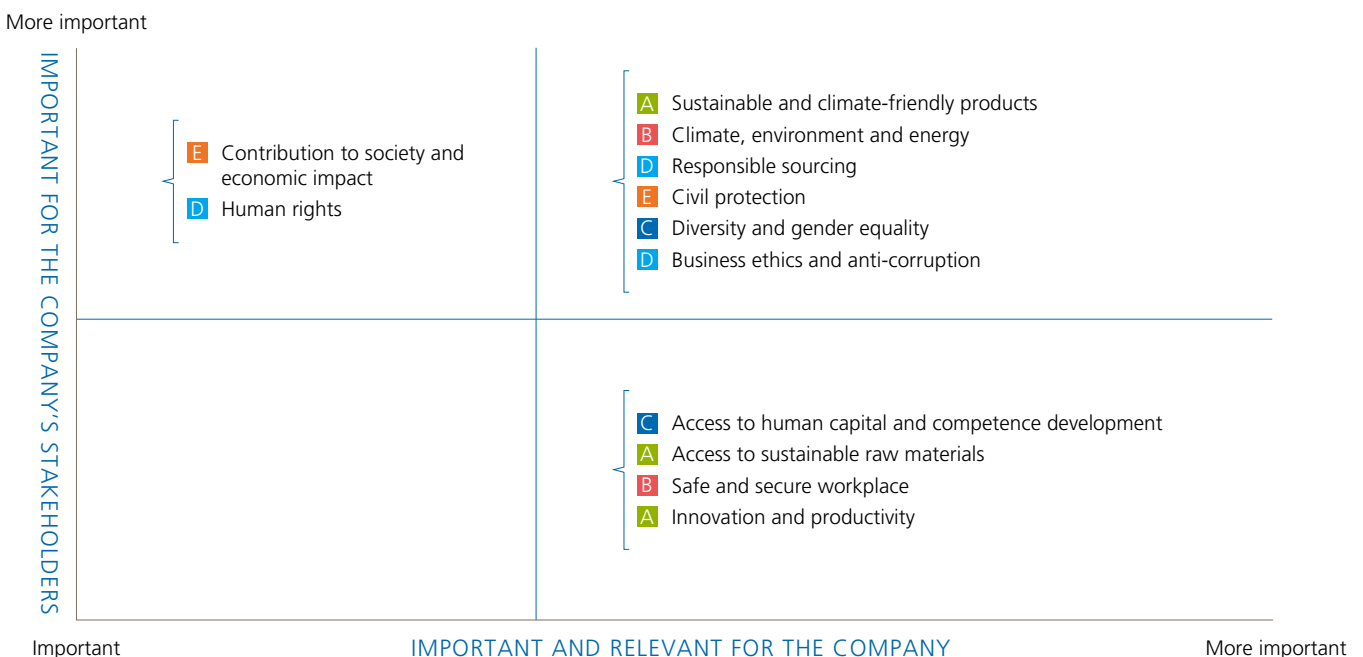 More important
IMPORTANT FOR THE COMPANY'S STAKEHOLDERS
E Contribution to society and
economic impact
D Human rights
A Sustainable and climate-friendly products
B Climate, environment and energy
D Responsible sourcing
E Civil protection
C Diversity and gender equality
D Business ethics and anti-corruption
C Access to human capital and competence development
A Access to sustainable raw materials
B Safe and secure workplace
A Innovation and productivity
Important
IMPORTANT AND RELEVANT FOR THE COMPANY
More important